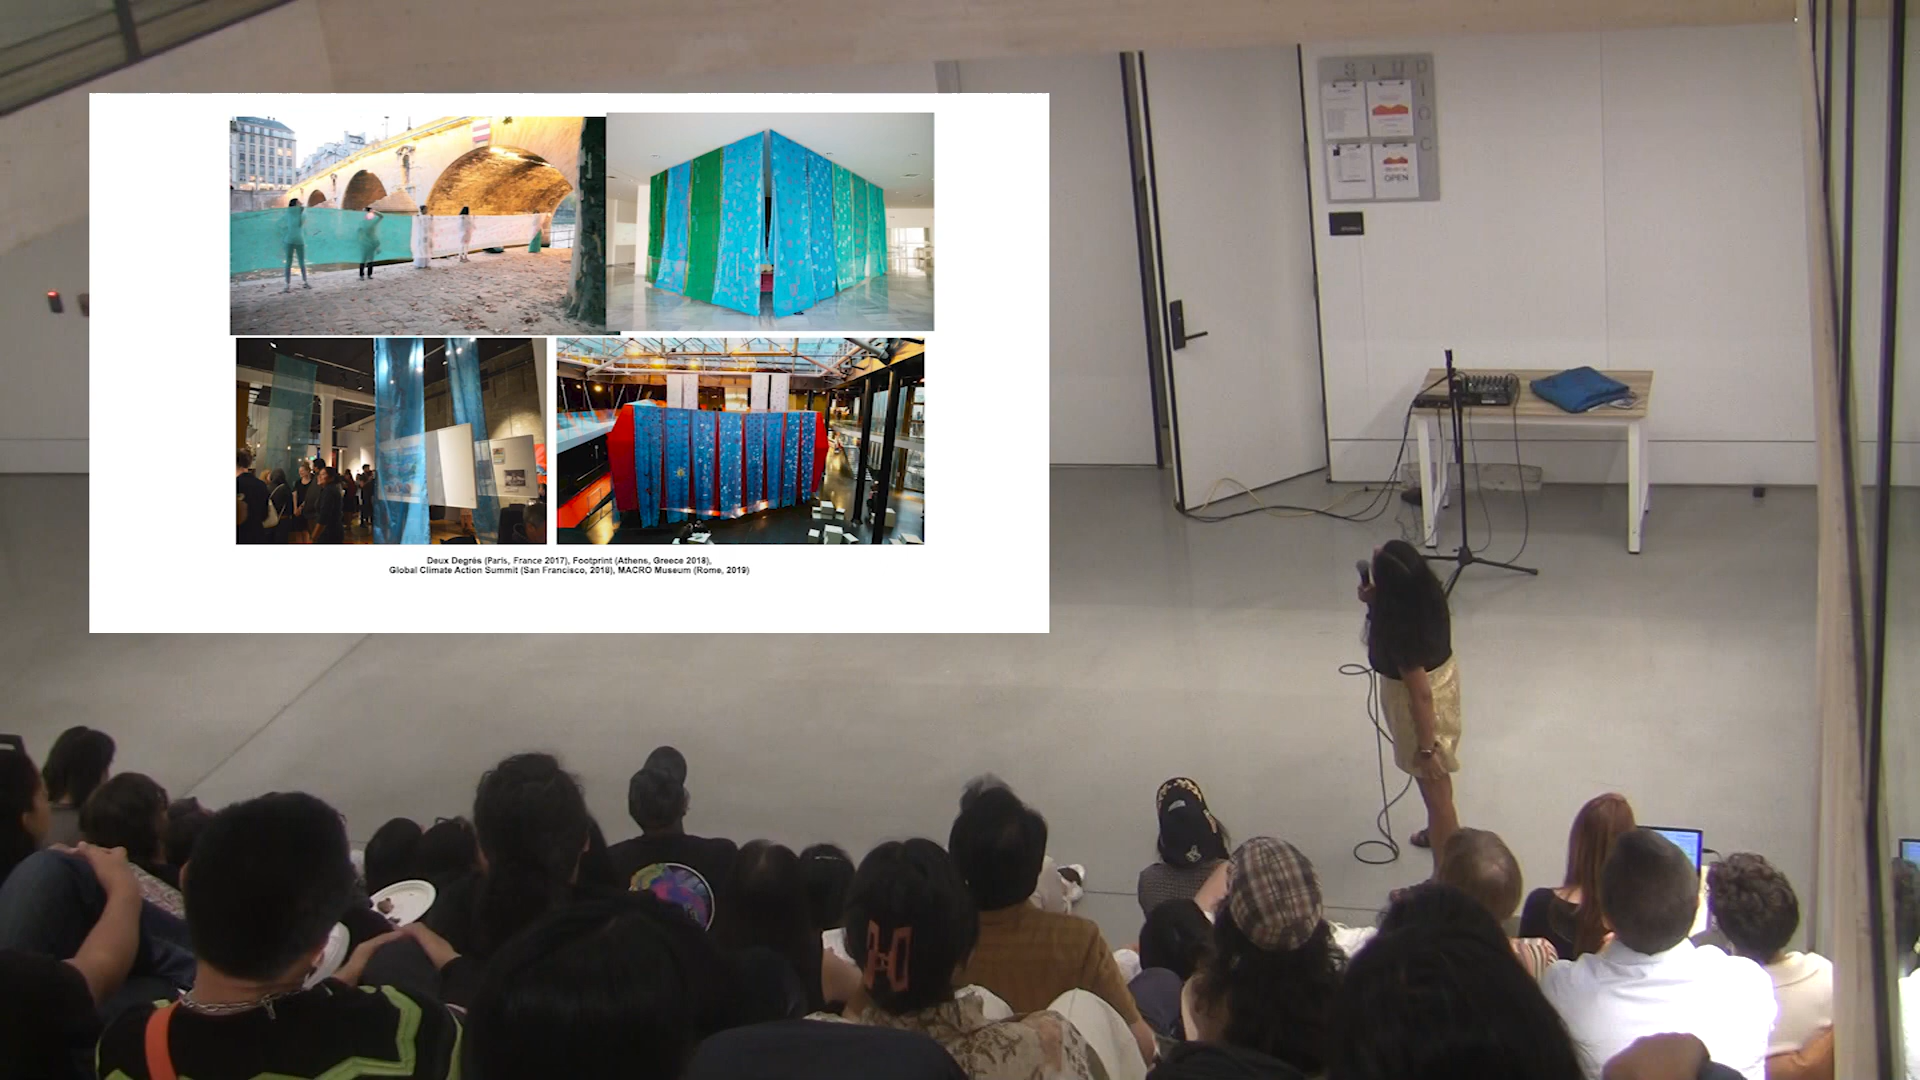 Deux Degrés (Paris, France 2017), Footprint (Athens, Greece 2018),
Global Climate Action Summit (San Francisco, 2018), MACRO Museum (Rome, 2019)
OPEN